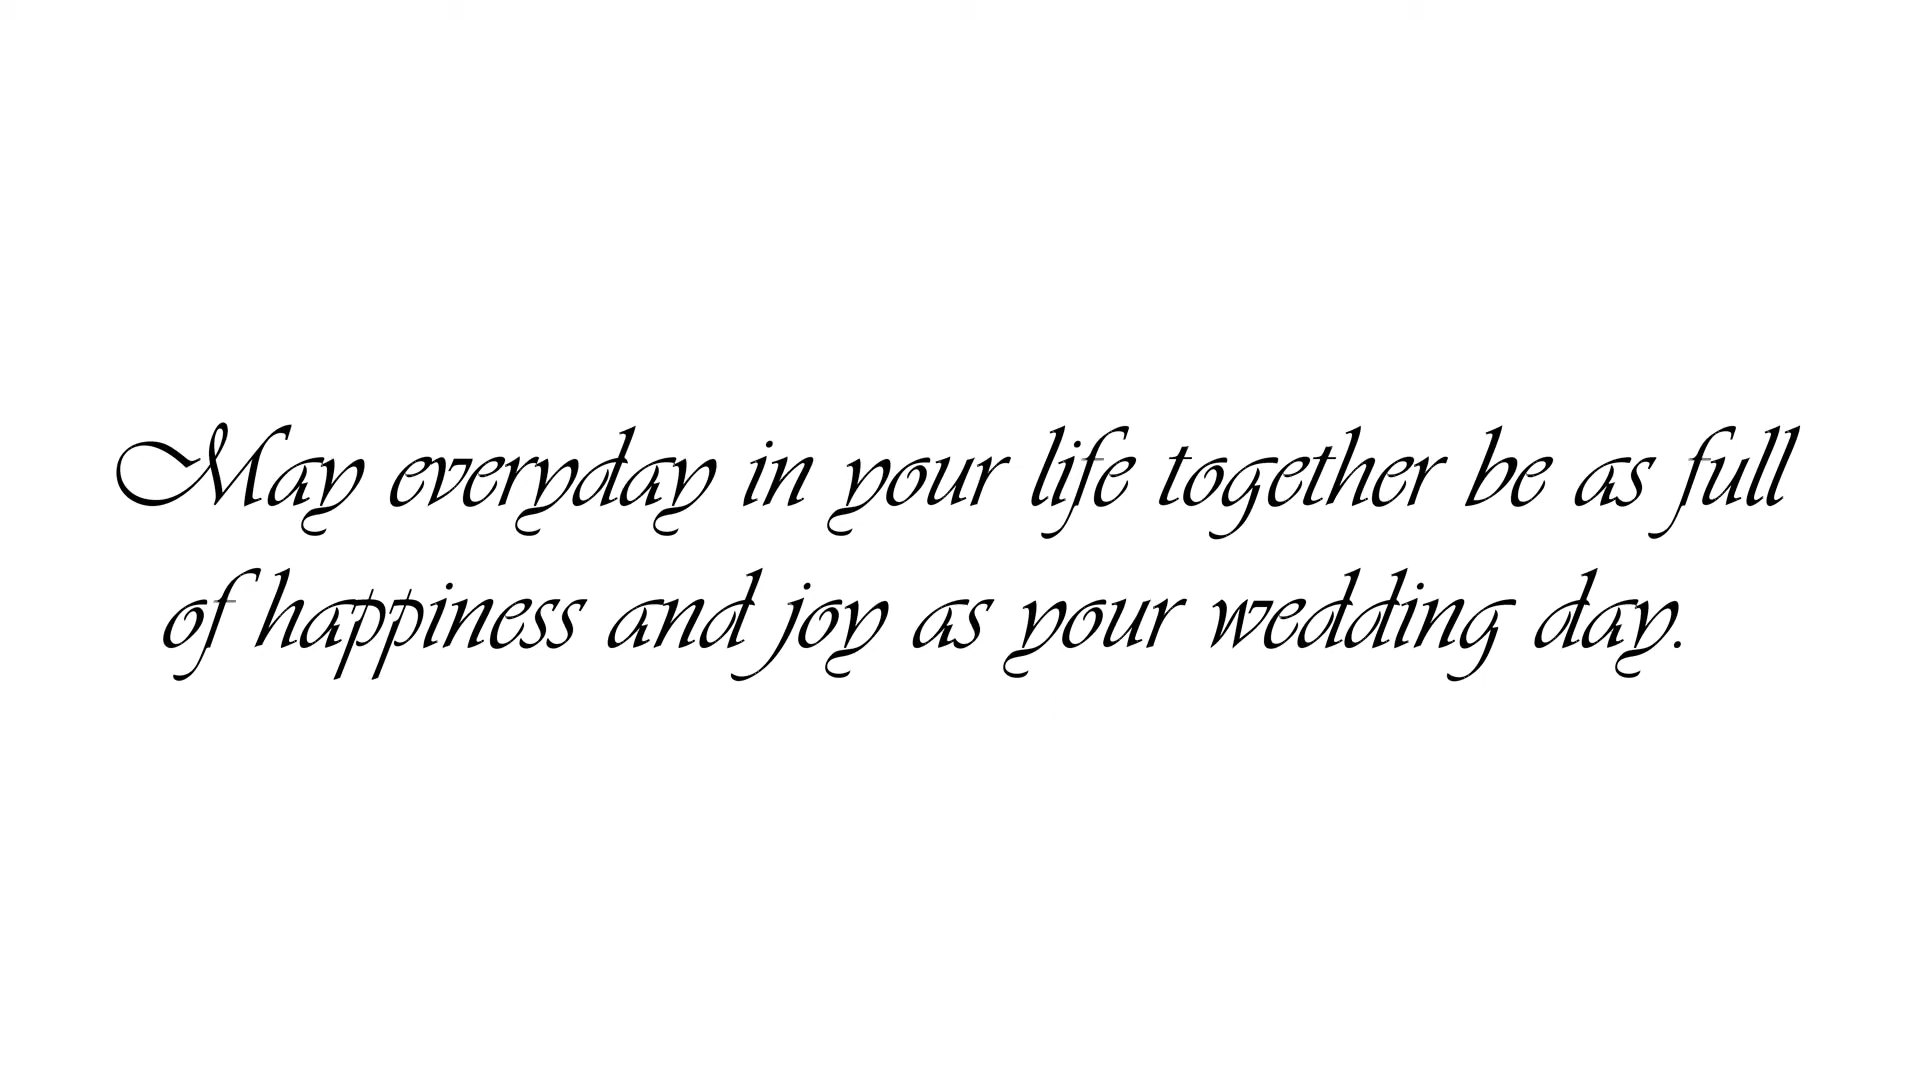 May everyday in your life together be as full
of happiness and joy as your wedding day.